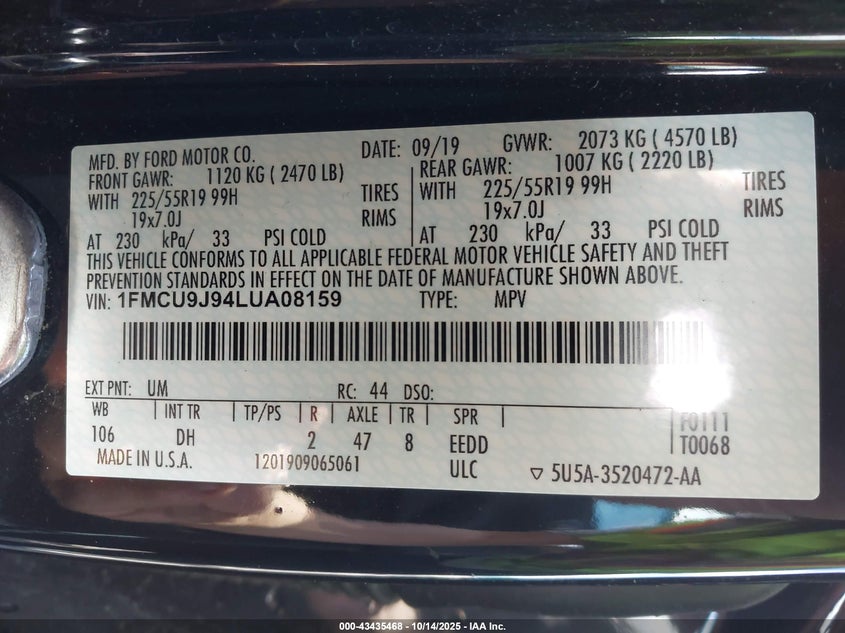 MFD. BY FORD MOTOR CO. DATE: 09/19 GVWR: 2073 KG ( 4570 LB)
FRONT GAWR: 1120 KG ( 2470 LB) REAR GAWR: 1007 KG ( 2220 LB)
WITH 225/55R19 99H TIRES WITH 225/55R19 99H TIRES
19x7.0J RIMS 19x7.0J RIMS
AT 230 kPa/ 33 PSI COLD AT 230 kPa/ 33 PSI COLD
THIS VEHICLE CONFORMS TO ALL APPLICABLE FEDERAL MOTOR VEHICLE SAFETY AND THEFT
PREVENTION STANDARDS IN EFFECT ON THE DATE OF MANUFACTURE SHOWN ABOVE.
VIN: 1FMCU9J94LUA08159 TYPE: MPV
EXT PNT: UM RC: 44 DSO:
WB INT TR TP/PS R AXLE TR SPR F0111
106 DH 2 47 8 EEDD T0068
MADE IN U.S.A. 1201909065061 ULC ▽ 5U5A-3520472-AA
000-43435468 - 10/14/2025 - IAA Inc.